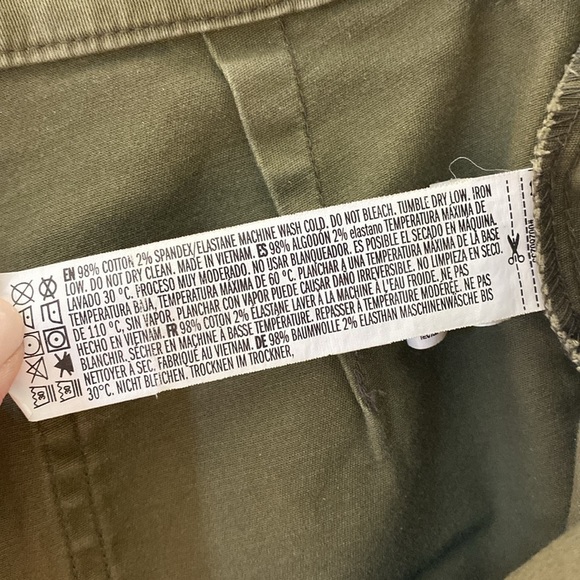 EN 98% COTTON 2% SPANDEX/ELASTANE MACHINE WASH COLD. DO NOT BLEACH. TUMBLE DRY LOW. IRON
LOW. DO NOT DRY CLEAN. MADE IN VIETNAM. ES 98% ALGODÓN 2% elastano TEMPERATURA MÁXIMA DE
LAVADO 30 °C. PROCESO MUY MODERADO. NO USAR BLANQUEADOR. ES POSIBLE EL SECADO EN MÁQUINA.
TEMPERATURA BAJA, TEMPERATURA MÁXIMA DE 60 °C. PLANCHAR A UNA TEMPERATURA MÁXIMA DE LA BASE
DE 110 °C, SIN VAPOR. PLANCHAR CON VAPOR PUEDE CAUSAR DAÑO IRREVERSIBLE. NO LIMPIEZA EN SECO.
HECHO EN VIETNAM. FR 98% COTON 2% ÉLASTANE LAVER À LA MACHINE À L'EAU FROIDE. NE PAS
BLANCHIR. SÉCHER EN MACHINE À BASSE TEMPÉRATURE. REPASSER À TEMPÉRATURE MODÉRÉE. NE PAS
NETTOYER À SEC. FABRIQUÉ AU VIETNAM. DE 98% BAUMWOLLE 2% ELASTHAN MASCHINENWÄSCHE BIS
30°C. NICHT BLEICHEN. TROCKNEN IM TROCKNER,